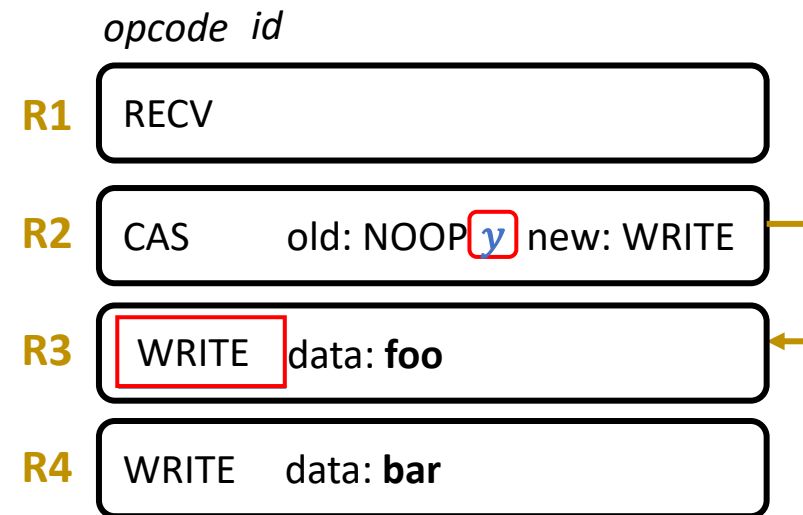 opcode id
R1 RECV
R2 CAS old: NOOP y new: WRITE
R3 WRITE data: foo
R4 WRITE data: bar